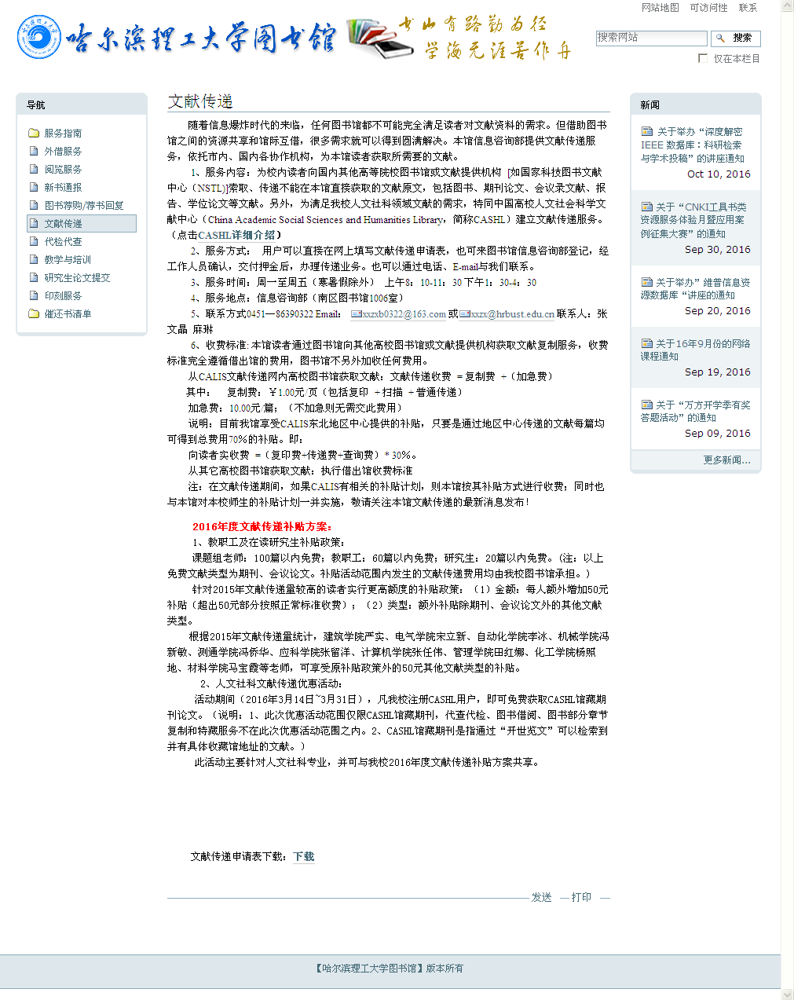 网站地图 可访问性 联系
哈尔滨理工大学图书馆
书山有路勤为径
学海无涯苦作舟
搜索网站 搜索
仅在本栏目
导航
服务指南
外借服务
阅览服务
新书通报
图书荐购/荐书回复
文献传递
代检代查
教学与培训
研究生论文提交
印刻服务
催还书清单
文献传递
随着信息爆炸时代的来临，任何图书馆都不可能完全满足读者对文献资料的需求。但借助图书
馆之间的资源共享和馆际互借，很多需求就可以得到圆满解决。本馆信息咨询部提供文献传递服
务，依托市内、国内各协作机构，为本馆读者获取所需要的文献。
1、服务内容：为校内读者向国内其他高等院校图书馆或文献提供机构 [如国家科技图书文献
中心（NSTL)]索取、传递不能在本馆直接获取的文献原文，包括图书、期刊论文、会议录文献、报
告、学位论文等文献。另外，为满足我校人文社科领域文献的需求，特同中国高校人文社会科学文
献中心（China Academic Social Sciences and Humanities Library，简称CASHL）建立文献传递服务。
（点击CASHL详细介绍）
2、服务方式： 用户可以直接在网上填写文献传递申请表，也可来图书馆信息咨询部登记，经
工作人员确认，交付押金后，办理传递业务。也可以通过电话、E-mail与我们联系。
3、服务时间：周一至周五（寒暑假除外） 上午8：10-11：30 下午1：30-4：30
4、服务地点：信息咨询部（南区图书馆1006室）
5、联系方式0451—86390322 Email： xxzxb0322@163.com 或 xxzx@hrbust.edu.cn 联系人：张
文晶 麻琳
6、收费标准: 本馆读者通过图书馆向其他高校图书馆或文献提供机构获取文献复制服务，收费
标准完全遵循借出馆的费用，图书馆不另外加收任何费用。
从CALIS文献传递网内高校图书馆获取文献：文献传递收费 = 复制费 +（加急费）
其中： 复制费：￥1.00元/页（包括复印 + 扫描 + 普通传递）
加急费：10.00元/篇；（不加急则无需交此费用）
说明：目前我馆享受CALIS东北地区中心提供的补贴，只要是通过地区中心传递的文献每篇均
可得到总费用70%的补贴。即：
向读者实收费 =（复印费+传递费+查询费）* 30%。
从其它高校图书馆获取文献：执行借出馆收费标准
注：在文献传递期间，如果CALIS有相关的补贴计划，则本馆按其补贴方式进行收费；同时也
与本馆对本校师生的补贴计划一并实施，敬请关注本馆文献传递的最新消息发布！
2016年度文献传递补贴方案：
1、教职工及在读研究生补贴政策：
课题组老师：100篇以内免费；教职工：60篇以内免费；研究生：20篇以内免费。(注：以上
免费文献类型为期刊、会议论文。补贴活动范围内发生的文献传递费用均由我校图书馆承担。)
针对2015年文献传递量较高的读者实行更高额度的补贴政策：（1）金额：每人额外增加50元
补贴（超出50元部分按照正常标准收费）；（2）类型：额外补贴除期刊、会议论文外的其他文献
类型。
根据2015年文献传递量统计，建筑学院严实、电气学院宋立新、自动化学院李冰、机械学院冯
新敏、测通学院冯侨华、应科学院张留洋、计算机学院张任伟、管理学院田红娜、化工学院杨照
地、材料学院马宝霞等老师，可享受原补贴政策外的50元其他文献类型的补贴。
2、人文社科文献传递优惠活动：
活动期间（2016年3月14日~3月31日），凡我校注册CASHL用户，即可免费获取CASHL馆藏期
刊论文。（说明：1、此次优惠活动范围仅限CASHL馆藏期刊，代查代检、图书借阅、图书部分章节
复制和特藏服务不在此次优惠活动范围之内。2、CASHL馆藏期刊是指通过“开世览文”可以检索到
并有具体收藏馆地址的文献。）
此活动主要针对人文社科专业，并可与我校2016年度文献传递补贴方案共享。
文献传递申请表下载：下载
发送 — 打印 —
新闻
关于举办“深度解密
IEEE 数据库：科研检索
与学术投稿”的讲座通知
Oct 10, 2016
关于“CNKI工具书类
资源服务体验月暨应用案
例征集大赛”的通知
Sep 30, 2016
关于举办”维普信息资
源数据库“讲座的通知
Sep 20, 2016
关于16年9月份的网络
课程通知
Sep 19, 2016
关于“万方开学季有奖
答题活动”的通知
Sep 09, 2016
更多新闻…
【哈尔滨理工大学图书馆】版本所有